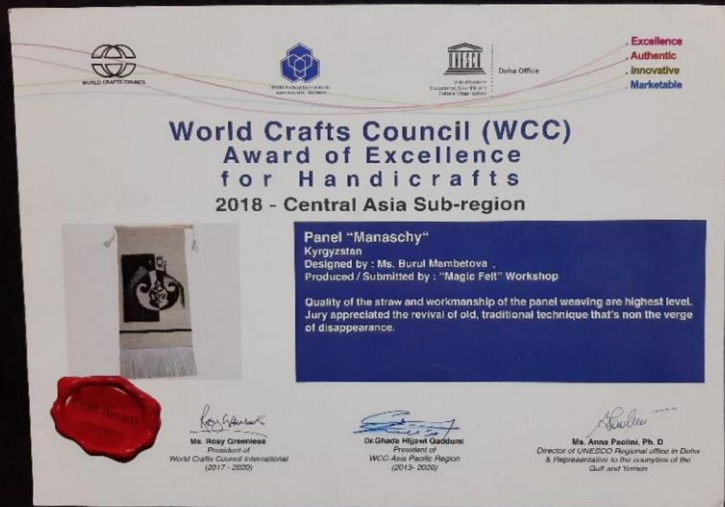 WORLD CRAFTS COUNCIL
Doha Office
Excellence
Authentic
Innovative
Marketable
World Crafts Council (WCC)
Award of Excellence
for Handicrafts
2018 - Central Asia Sub-region
Panel "Manaschy"
Kyrgyzstan
Designed by : Ms. Burul Mambetova
Produced / Submitted by : "Magic Felt" Workshop
Quality of the straw and workmanship of the panel weaving are highest level.
Jury appreciated the revival of old, traditional technique that's non the verge
of disappearance.
Craft Award
Ms. Rosy Greenless
President of
World Crafts Council International
(2017 - 2020)
Dr.Ghada Hijjawi Qaddumi
President of
WCC-Asia Pacific Region
(2013- 2020)
Ms. Anna Paolini, Ph. D
Director of UNESCO Regional office in Doha
& Representative to the countries of the
Gulf and Yemen